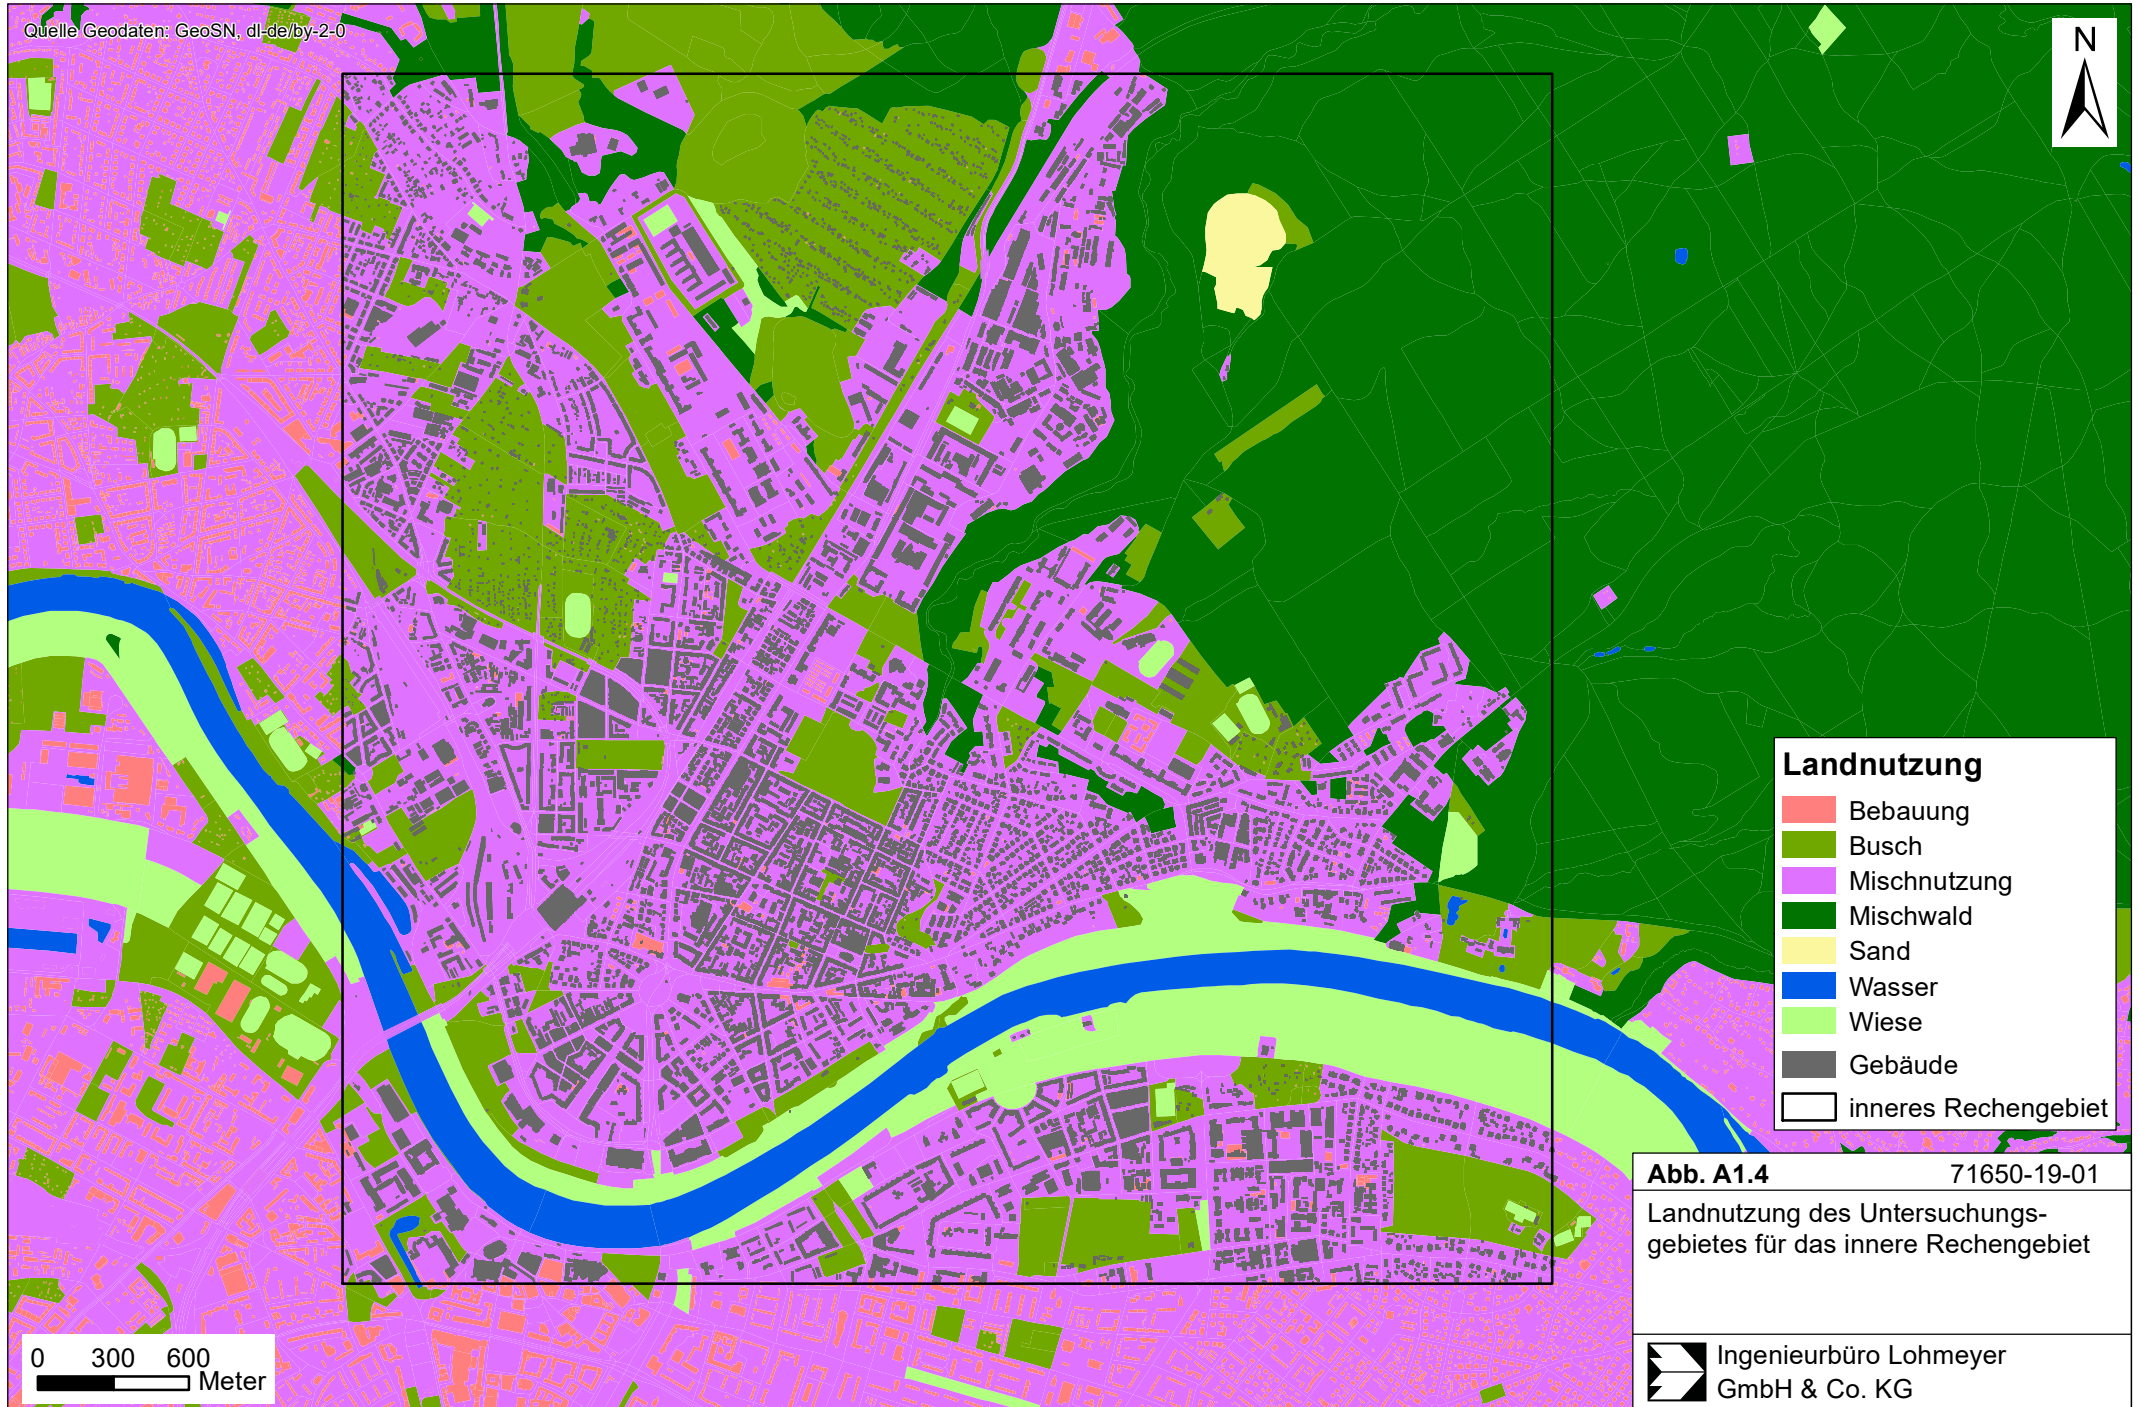 Quelle Geodaten: GeoSN, dl-de/by-2-0
N
Landnutzung
Bebauung
Busch
Mischnutzung
Mischwald
Sand
Wasser
Wiese
Gebäude
inneres Rechengebiet
Abb. A1.4 71650-19-01
Landnutzung des Untersuchungs-
gebietes für das innere Rechengebiet
0 300 600
Meter
Ingenieurbüro Lohmeyer
GmbH & Co. KG